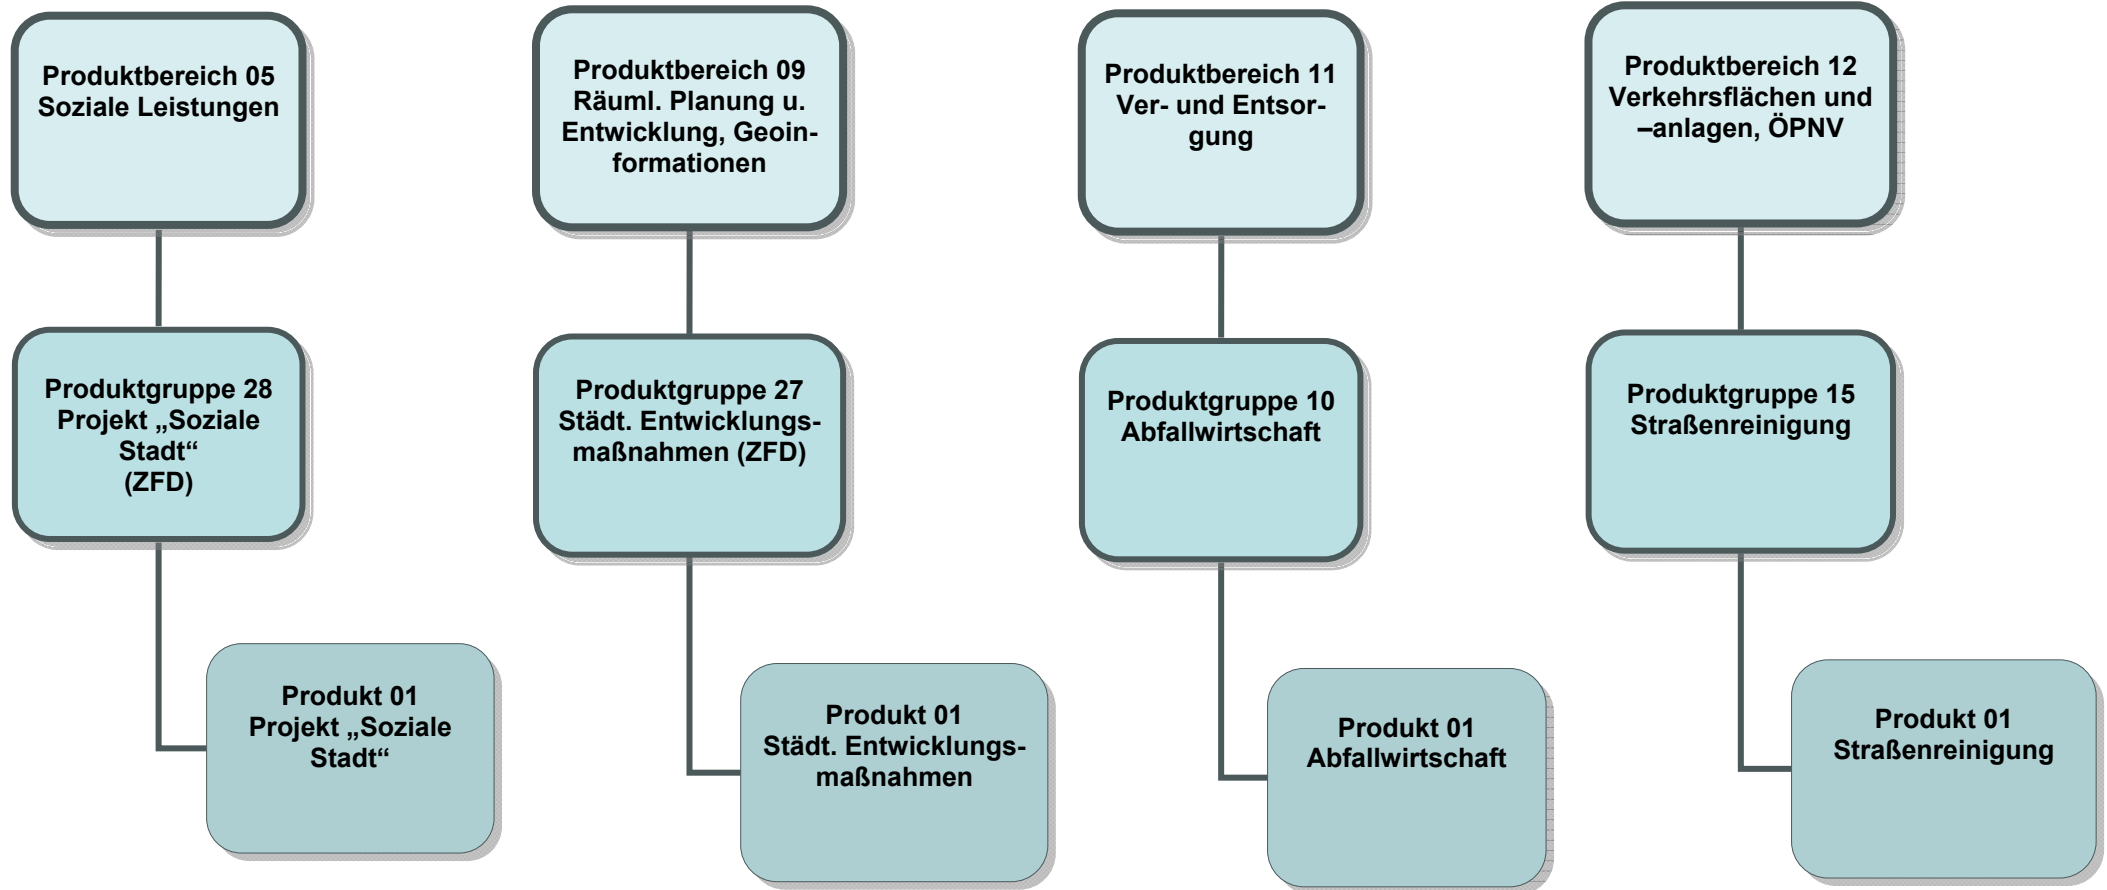 Produktbereich 05
Soziale Leistungen
Produktbereich 09
Räuml. Planung u.
Entwicklung, Geoin-
formationen
Produktbereich 11
Ver- und Entsor-
gung
Produktbereich 12
Verkehrsflächen und
–anlagen, ÖPNV
Produktgruppe 28
Projekt „Soziale
Stadt“
(ZFD)
Produktgruppe 27
Städt. Entwicklungs-
maßnahmen (ZFD)
Produktgruppe 10
Abfallwirtschaft
Produktgruppe 15
Straßenreinigung
Produkt 01
Projekt „Soziale
Stadt“
Produkt 01
Städt. Entwicklungs-
maßnahmen
Produkt 01
Abfallwirtschaft
Produkt 01
Straßenreinigung